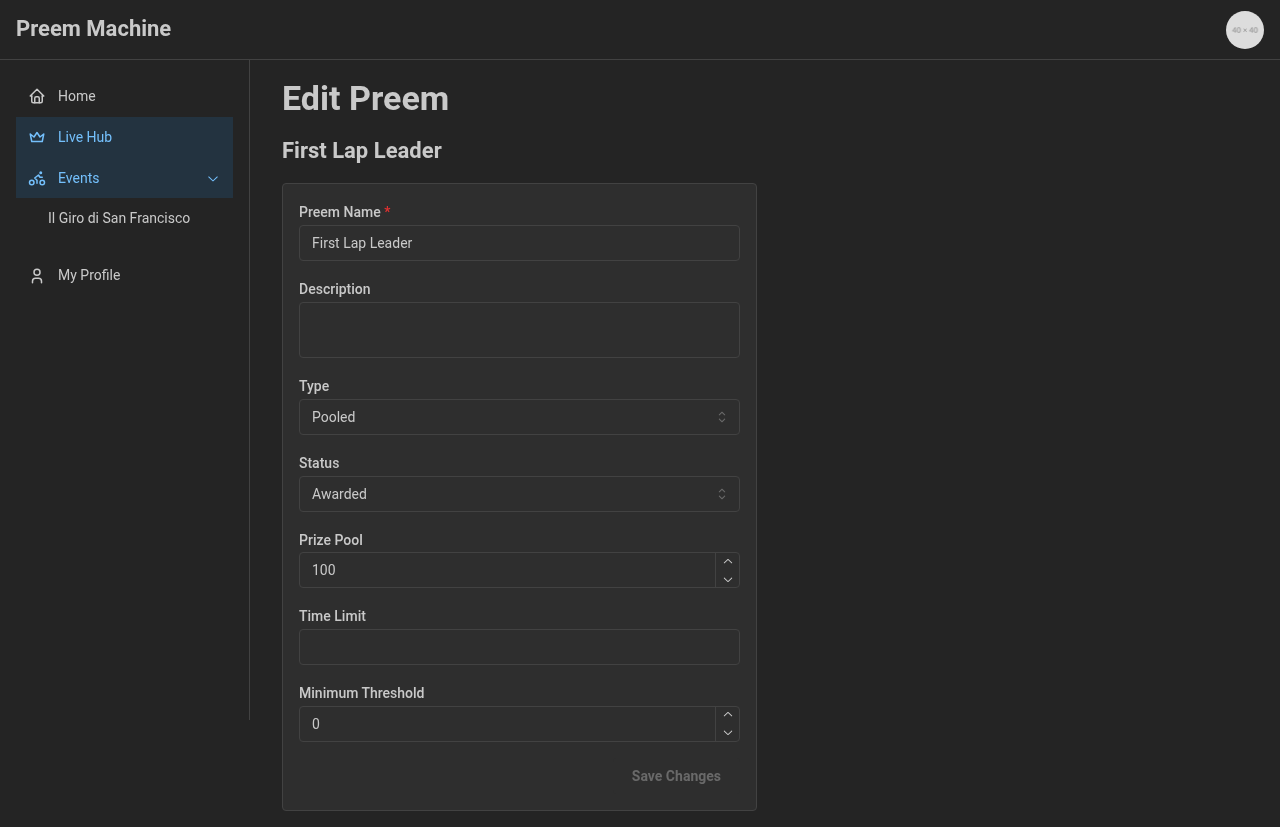 Preem Machine
40 × 40
Home
Live Hub
Events
Il Giro di San Francisco
My Profile
Edit Preem
First Lap Leader
Preem Name *
First Lap Leader
Description
Type
Pooled
Status
Awarded
Prize Pool
100
Time Limit
Minimum Threshold
0
Save Changes